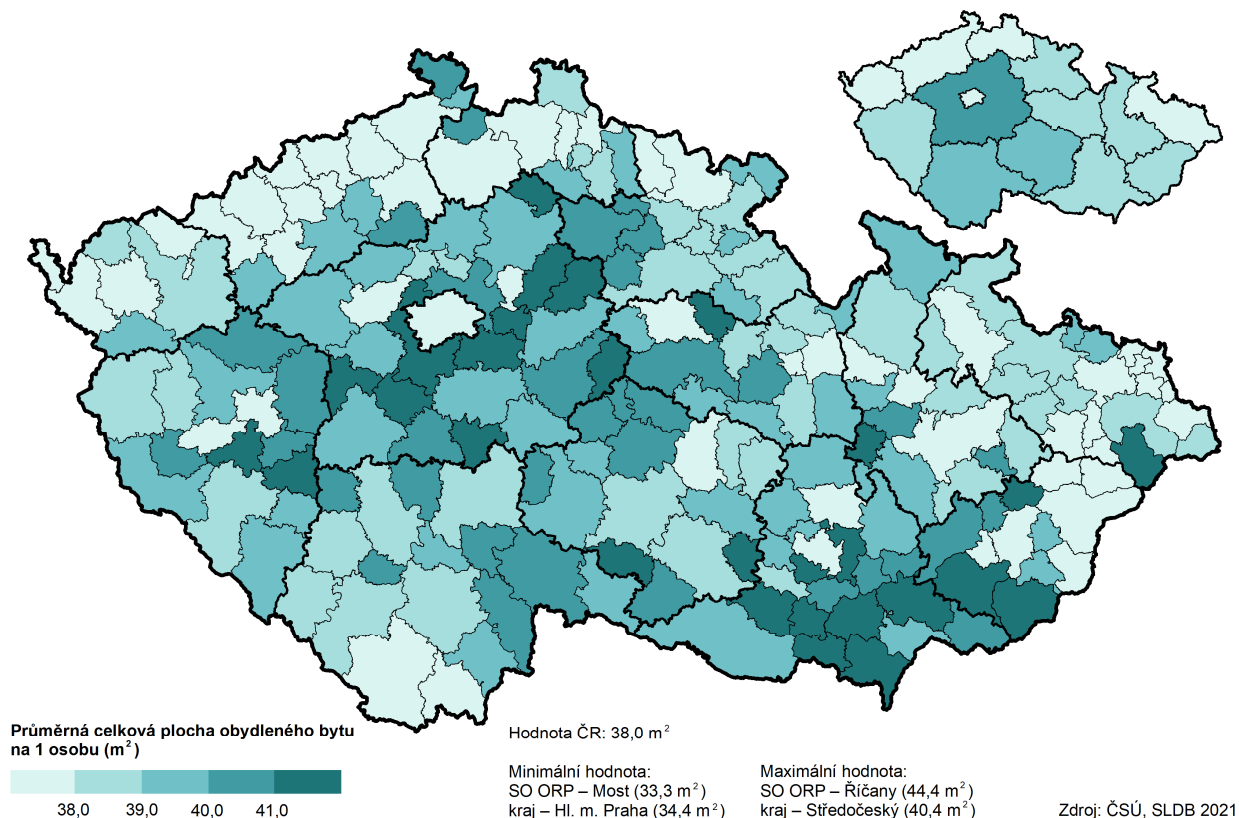 Průměrná celková plocha obydleného bytu
na 1 osobu (m²)
38,0 39,0 40,0 41,0
Hodnota ČR: 38,0 m²
Minimální hodnota:
SO ORP – Most (33,3 m²)
kraj – Hl. m. Praha (34,4 m²)
Maximální hodnota:
SO ORP – Říčany (44,4 m²)
kraj – Středočeský (40,4 m²)
Zdroj: ČSÚ, SLDB 2021